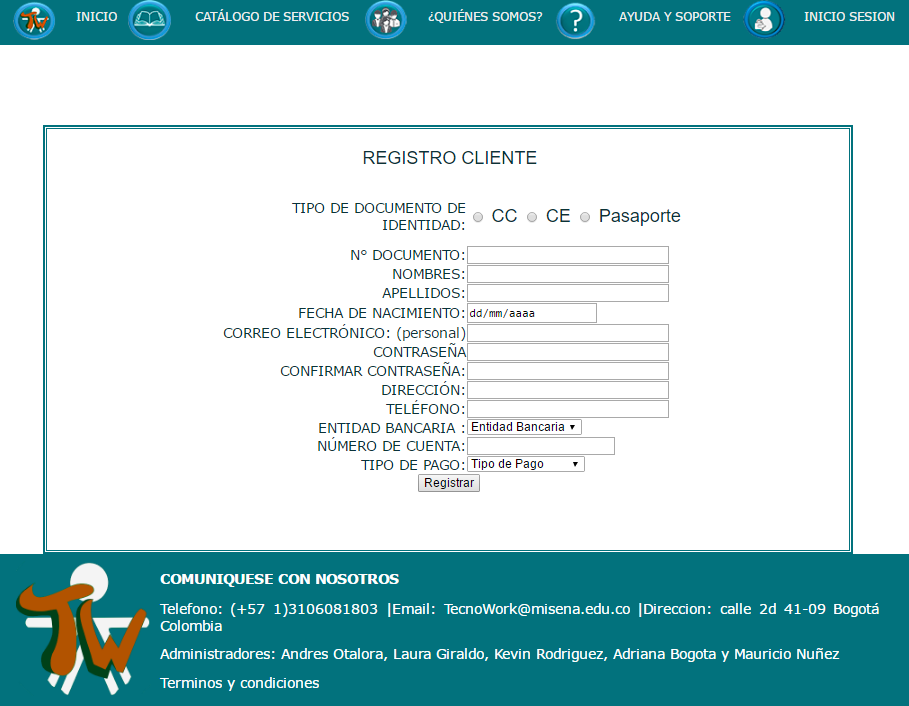 INICIO CATÁLOGO DE SERVICIOS ¿QUIÉNES SOMOS? ? AYUDA Y SOPORTE INICIO SESION
REGISTRO CLIENTE
TIPO DE DOCUMENTO DE
IDENTIDAD: CC CE Pasaporte
N° DOCUMENTO:
NOMBRES:
APELLIDOS:
FECHA DE NACIMIENTO: dd/mm/aaaa
CORREO ELECTRÓNICO: (personal)
CONTRASEÑA
CONFIRMAR CONTRASEÑA:
DIRECCIÓN:
TELÉFONO:
ENTIDAD BANCARIA : Entidad Bancaria
NÚMERO DE CUENTA:
TIPO DE PAGO: Tipo de Pago
Registrar
TW
COMUNIQUESE CON NOSOTROS
Telefono: (+57 1)3106081803 |Email: TecnoWork@misena.edu.co |Direccion: calle 2d 41-09 Bogotá
Colombia
Administradores: Andres Otalora, Laura Giraldo, Kevin Rodriguez, Adriana Bogota y Mauricio Nuñez
Terminos y condiciones